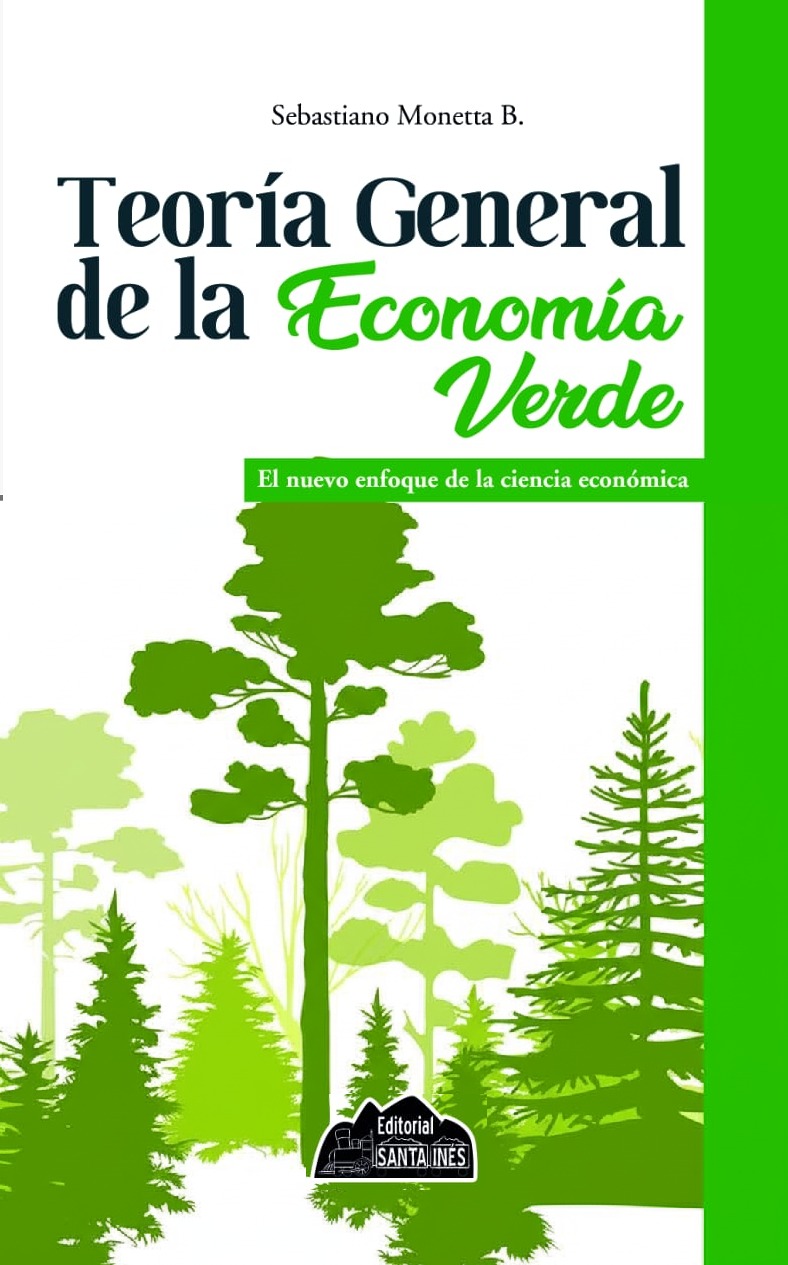 Sebastiano Monetta B.
Teoría General
de la Economía
Verde
El nuevo enfoque de la ciencia económica
Editorial
SANTA INÉS